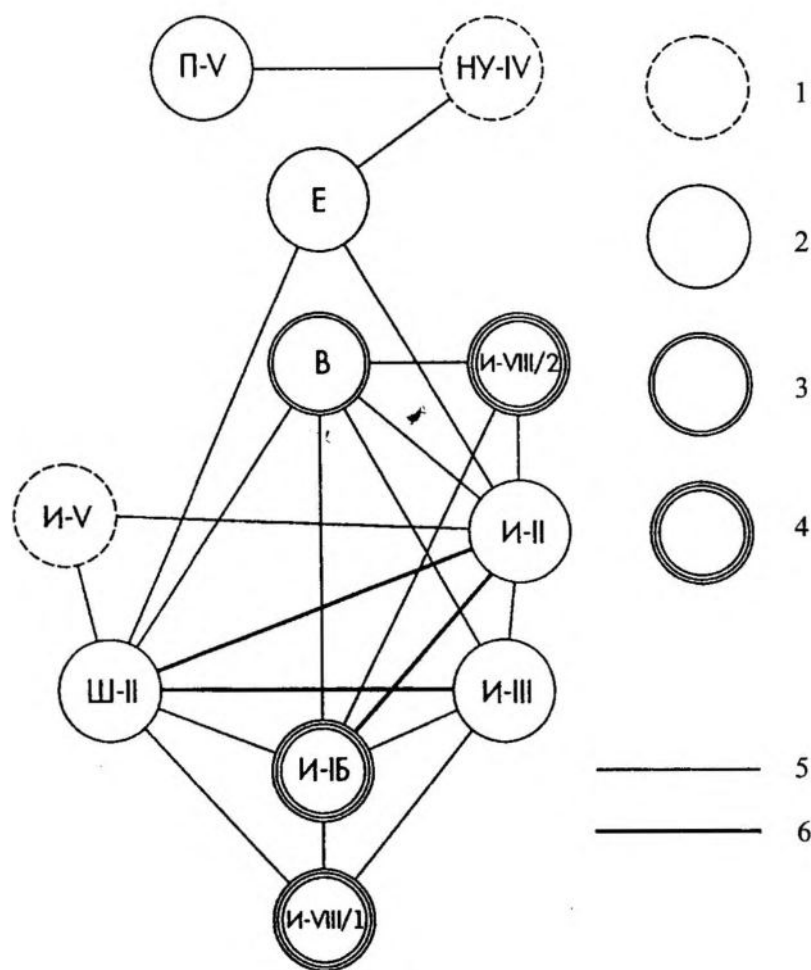 П-V НУ-IV 1
Е 2
В И-VIII/2 3
И-V И-II 4
Ш-II И-III
И-IБ 5
6
И-VIII/1